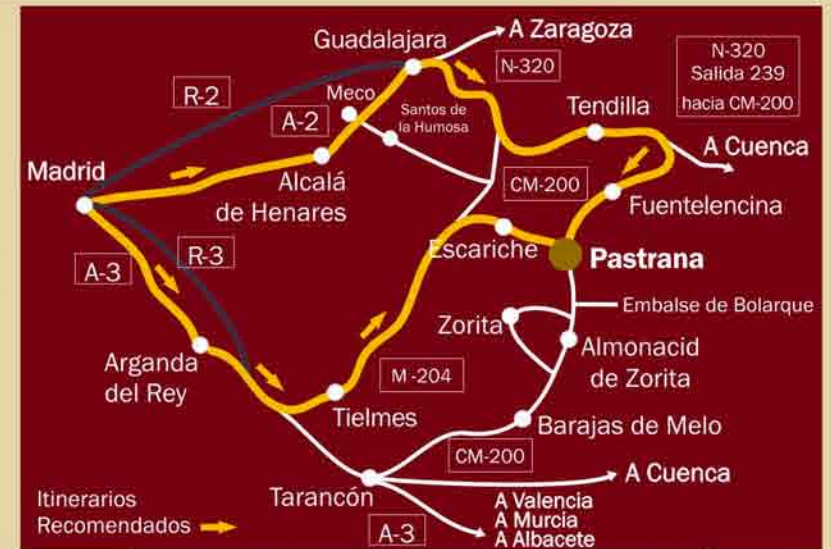 Guadalajara
A Zaragoza
N-320
Salida 239
hacia CM-200
R-2
N-320
Meco
Santos de
la Humosa
Tendilla
A-2
A Cuenca
Madrid
Alcalá
de Henares
CM-200
Fuentelencina
R-3
Escariche
Pastrana
A-3
Embalse de Bolarque
Zorita
Arganda
del Rey
Almonacid
de Zorita
M-204
Tielmes
Barajas de Melo
CM-200
A Cuenca
Tarancón
Itinerarios
Recomendados
A Valencia
A Murcia
A Albacete
A-3